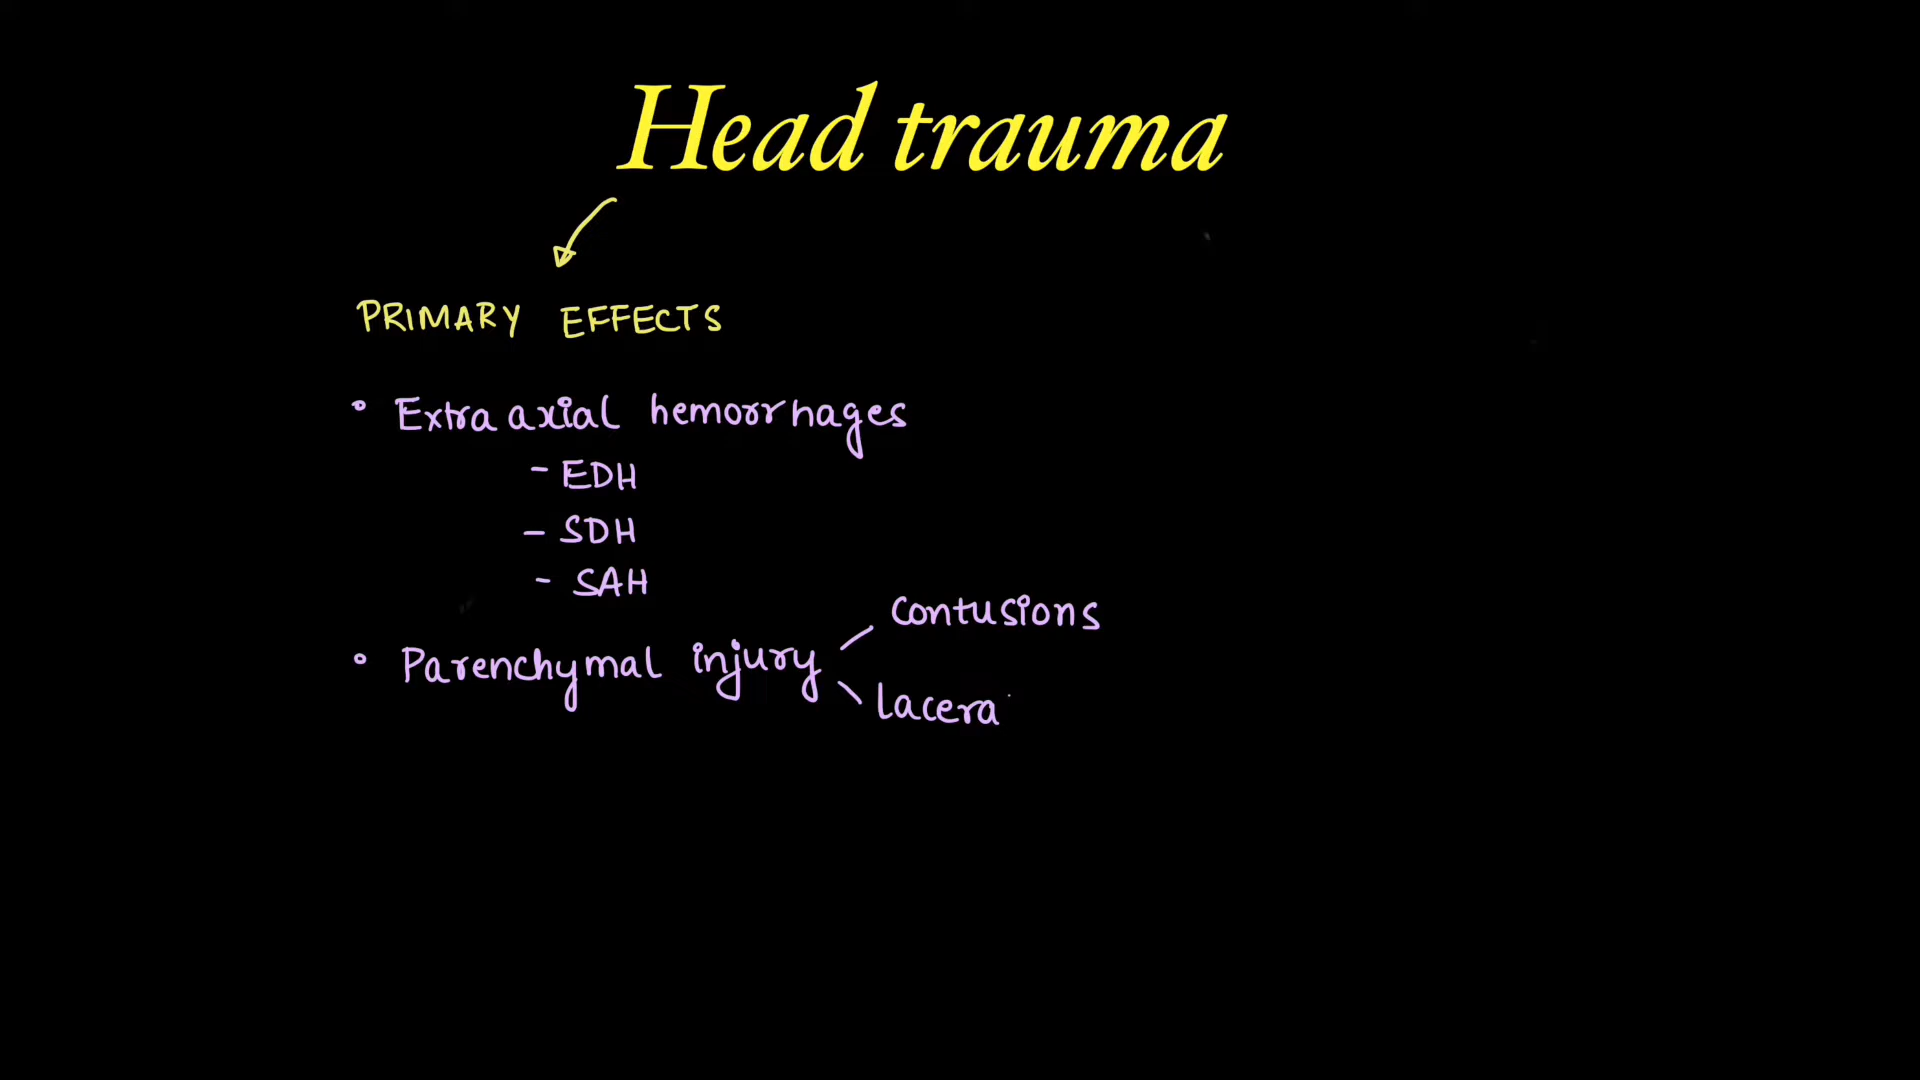 Head trauma
PRIMARY EFFECTS
• Extra axial hemorrhages
- EDH
- SDH
- SAH
contusions
• Parenchymal injury
lacera